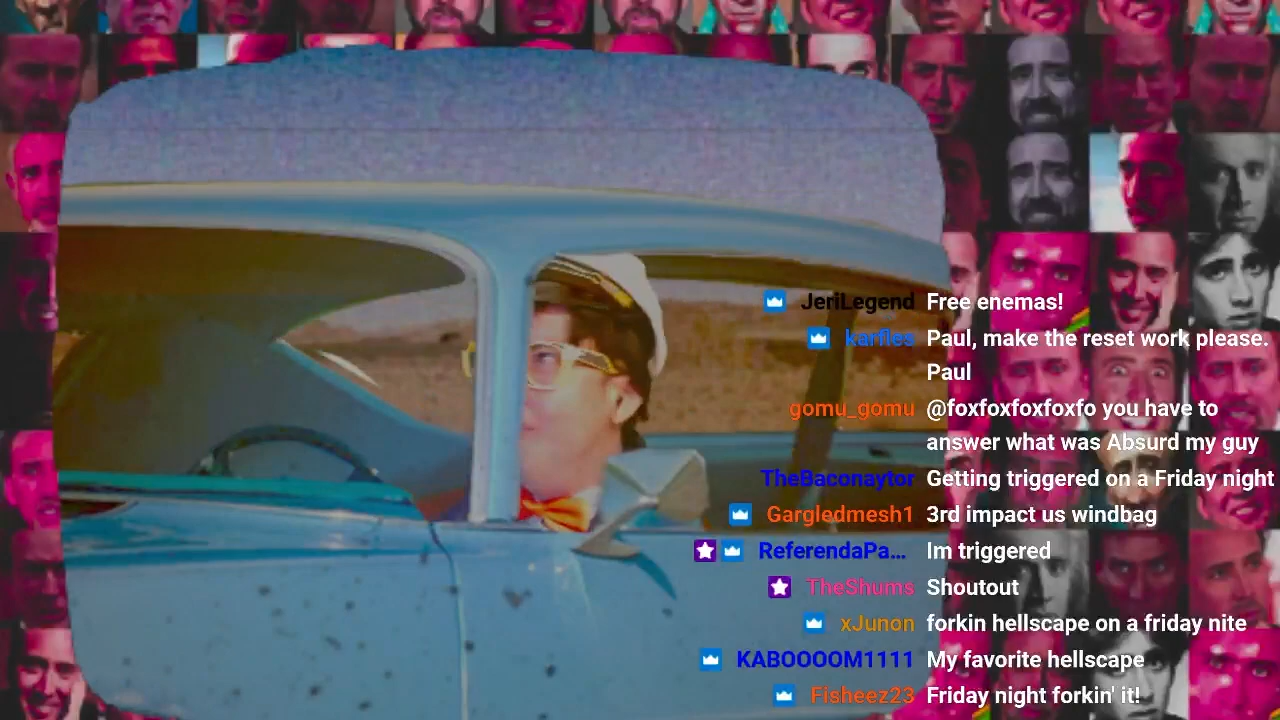 JeriLegend Free enemas!
karfles Paul, make the reset work please.
Paul
gomu_gomu @foxfoxfoxfoxfo you have to
answer what was Absurd my guy
TheBaconaytor Getting triggered on a Friday night
Gargledmesh1 3rd impact us windbag
ReferendaPa... Im triggered
TheShums Shoutout
xJunon forkin hellscape on a friday nite
KABOOOOM1111 My favorite hellscape
Fisheez23 Friday night forkin' it!